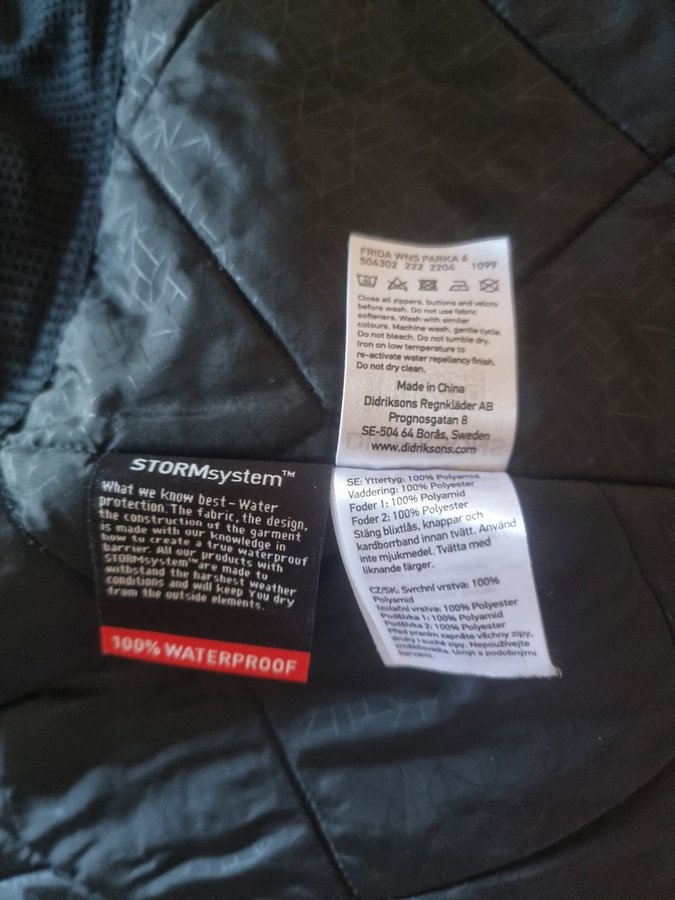 FRIDA WNS PARKA 6
504302 222 2204 1099
Close all zippers, buttons and velcro
before wash. Do not use fabric
softeners. Wash with similar
colours. Machine wash, gentle cycle.
Do not bleach. Do not tumble dry.
Iron on low temperature to
re-activate water repellency finish.
Do not dry clean.
Made in China
Didriksons Regnkläder AB
Prognosgatan 8
SE-504 64 Borås, Sweden
www.didriksons.com
STORMsystem™
What we know best - Water
protection. The fabric, the design,
the construction of the garment
is made with our knowledge in
how to create a true waterproof
barrier. All our products with
STORMsystem™ are made to
withstand the harshest weather
conditions and will keep You dry
from the outside elements.
100% WATERPROOF
SE: Yttertyg: 100% Polyamid
Vaddering: 100% Polyester
Foder 1: 100% Polyamid
Foder 2: 100% Polyester
Stäng blixtlås, knappar och
kardborrband innan tvätt. Använd
inte mjukmedel. Tvätta med
liknande färger.
CZ/SK: Svrchní vrstva: 100%
Polyamid
Izolační vrstva: 100% Polyester
Podšívka 1: 100% Polyamid
Podšívka 2: 100% Polyester
Před praním zapněte všechny zipy,
druky i suché zipy. Nepoužívejte
změkčovadla. Umýt s podobnými
barvami.